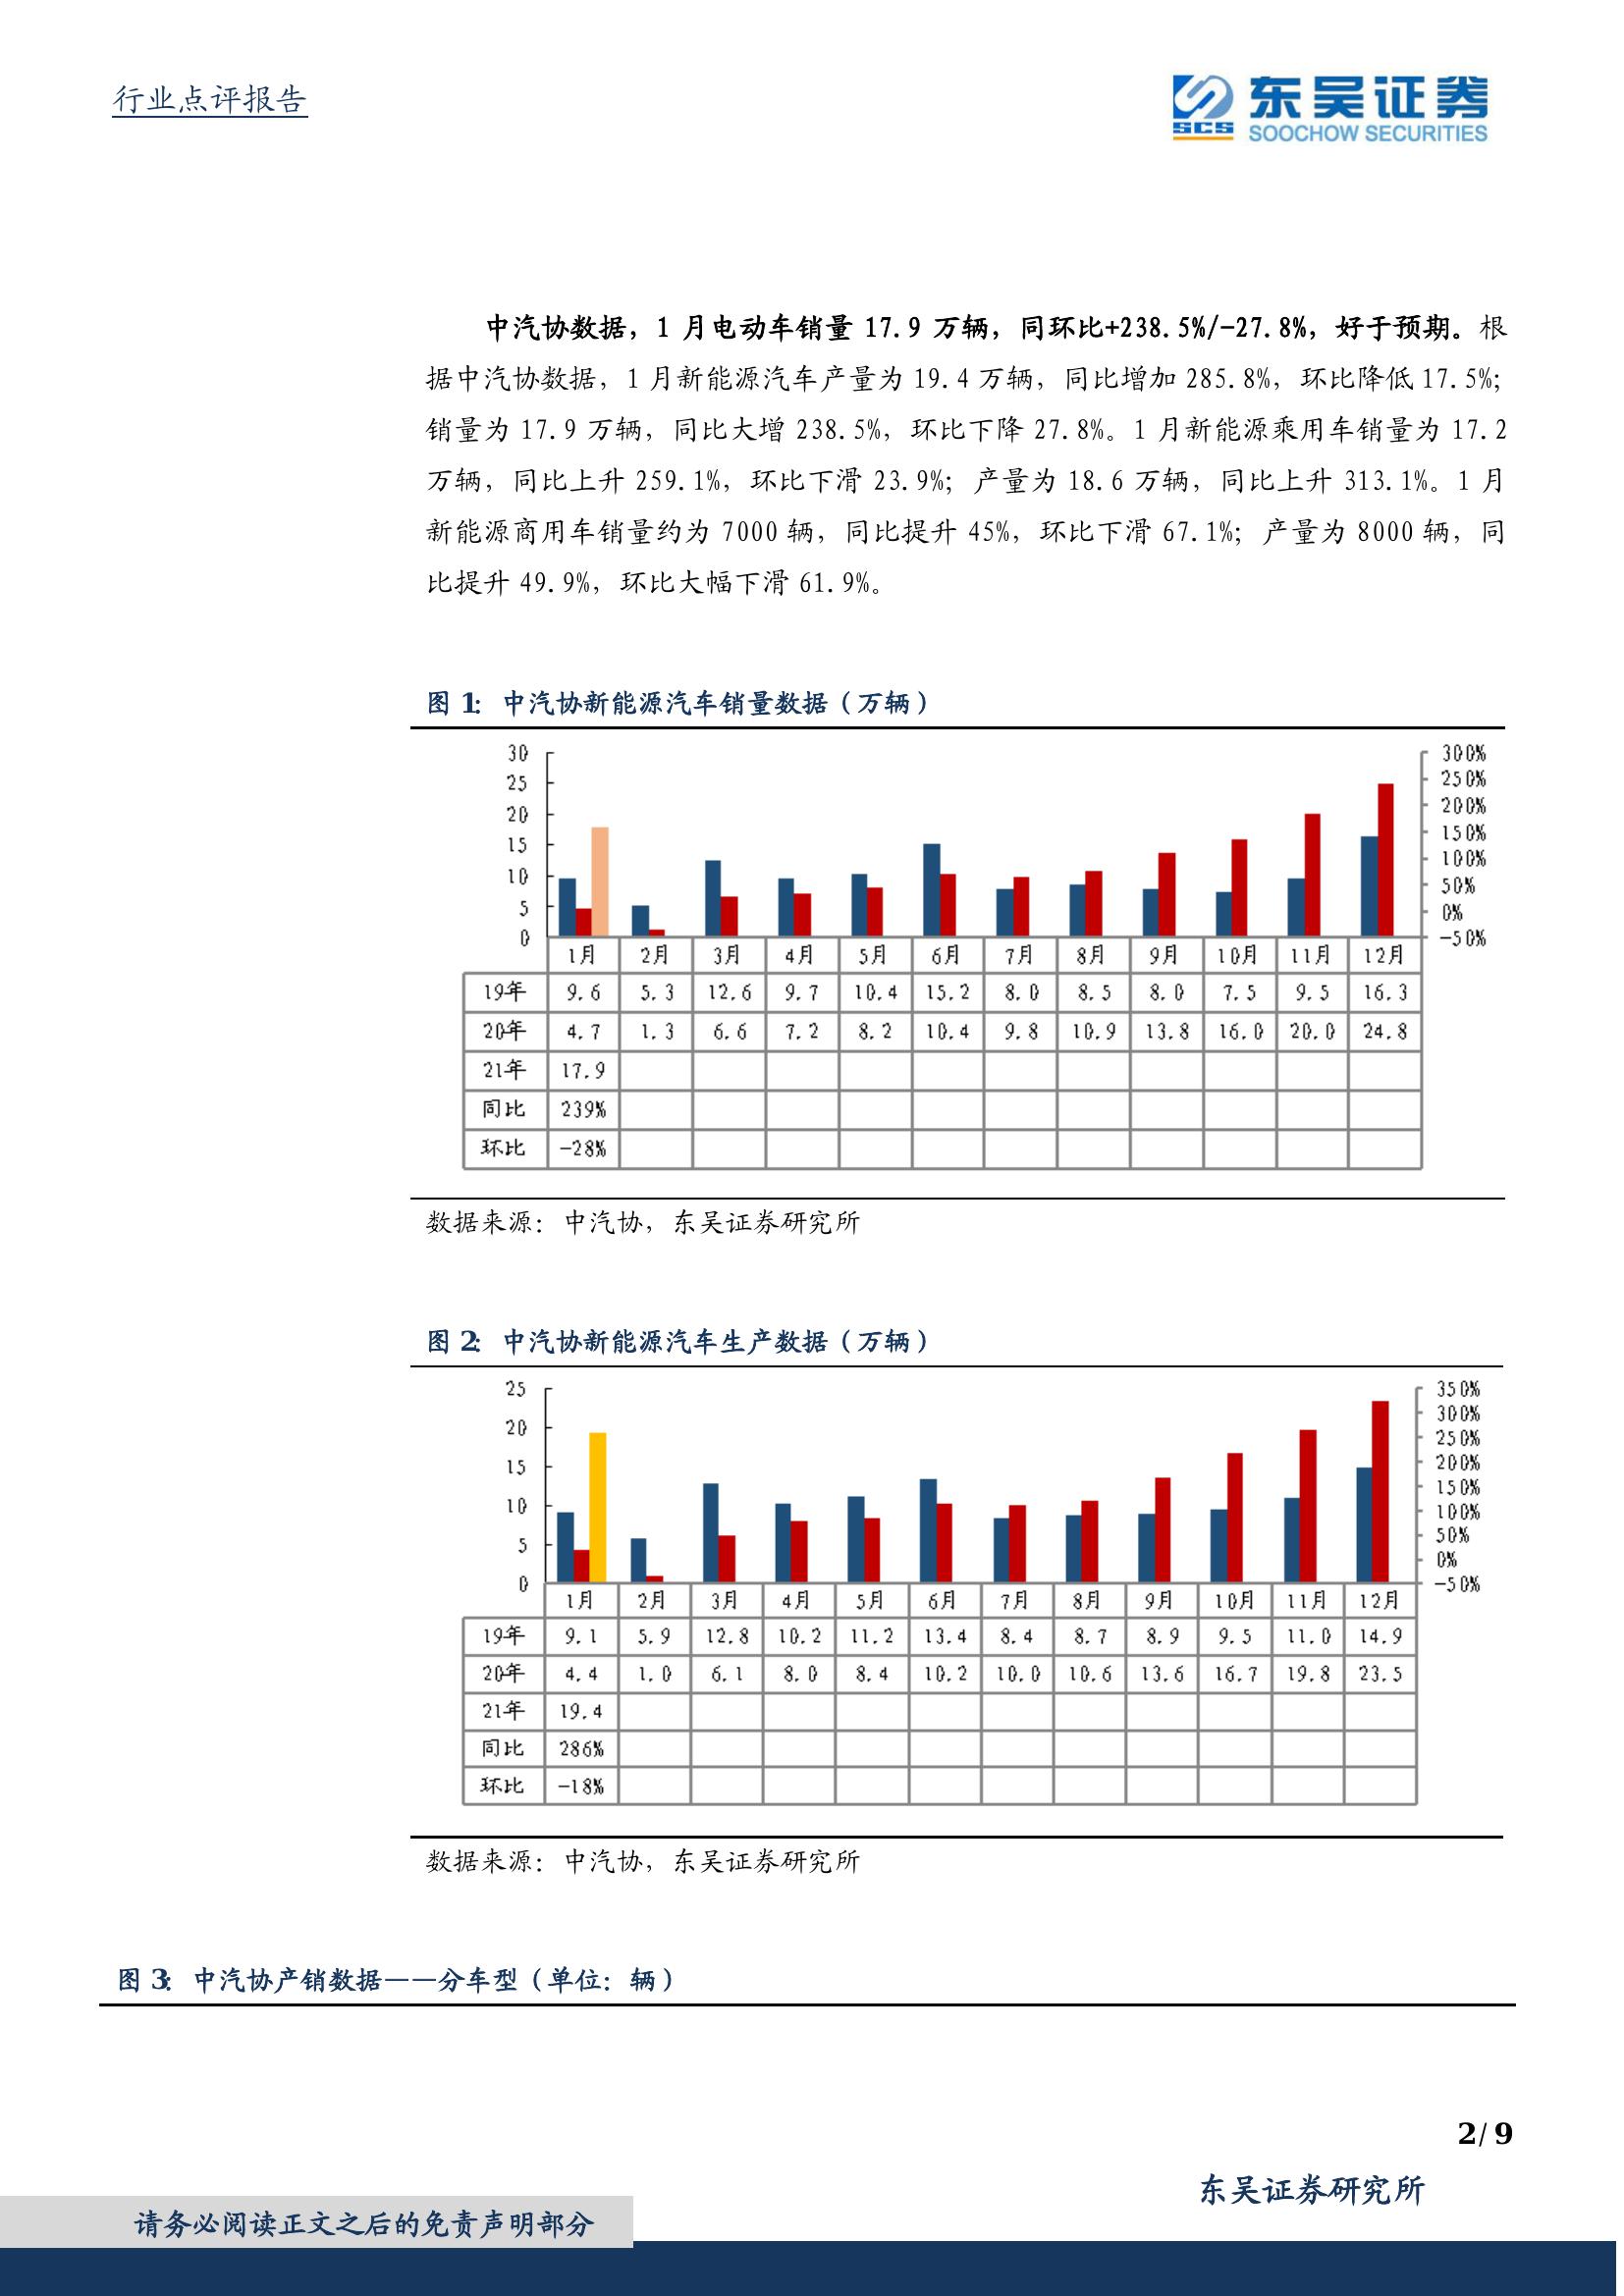 行业点评报告
东吴证券
SCS
SOOCHOW SECURITIES
中汽协数据，1 月电动车销量 17.9 万辆，同环比+238.5%/-27.8%，好于预期。根
据中汽协数据，1 月新能源汽车产量为 19.4 万辆，同比增加 285.8%，环比降低 17.5%；
销量为 17.9 万辆，同比大增 238.5%，环比下降 27.8%。1 月新能源乘用车销量为 17.2
万辆，同比上升 259.1%，环比下滑 23.9%；产量为 18.6 万辆，同比上升 313.1%。1 月
新能源商用车销量约为 7000 辆，同比提升 45%，环比下滑 67.1%；产量为 8000 辆，同
比提升 49.9%，环比大幅下滑 61.9%。
图 1： 中汽协新能源汽车销量数据（万辆）
30 300%
25 250%
20 200%
15 150%
10 100%
5 50%
0 0%
-50%
1月 2月 3月 4月 5月 6月 7月 8月 9月 10月 11月 12月
19年 9.6 5.3 12.6 9.7 10.4 15.2 8.0 8.5 8.0 7.5 9.5 16.3
20年 4.7 1.3 6.6 7.2 8.2 10.4 9.8 10.9 13.8 16.0 20.0 24.8
21年 17.9
同比 239%
环比 -28%
数据来源：中汽协，东吴证券研究所
图 2： 中汽协新能源汽车生产数据（万辆）
25 350%
300%
20 250%
15 200%
150%
10 100%
5 50%
0%
0 -50%
1月 2月 3月 4月 5月 6月 7月 8月 9月 10月 11月 12月
19年 9.1 5.9 12.8 10.2 11.2 13.4 8.4 8.7 8.9 9.5 11.0 14.9
20年 4.4 1.0 6.1 8.0 8.4 10.2 10.0 10.6 13.6 16.7 19.8 23.5
21年 19.4
同比 286%
环比 -18%
数据来源：中汽协，东吴证券研究所
图 3： 中汽协产销数据——分车型（单位：辆）
2/ 9
东吴证券研究所
请务必阅读正文之后的免责声明部分